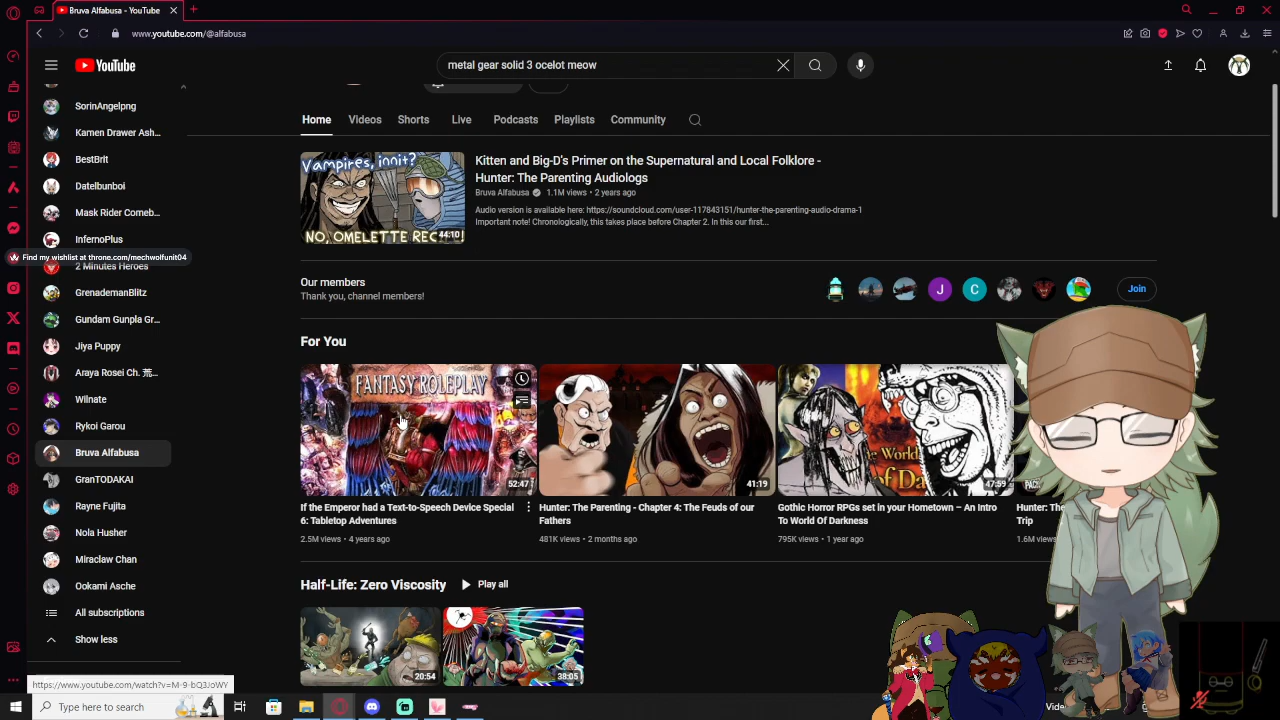 Bruva Alfabusa - YouTube
www.youtube.com/@alfabusa
YouTube
metal gear solid 3 ocelot meow
SorinAngelpng
Kamen Drawer Ash...
BestBrit
Datelbunboi
Mask Rider Comeb...
InfernoPlus
Find my wishlist at throne.com/mechwolfunit04
2 Minutes Heroes
GrenademanBlitz
Gundam Gunpla Gr...
Jiya Puppy
Araya Rosei Ch. 荒...
Wilnate
Rykoi Garou
Bruva Alfabusa
GranTODAKAI
Rayne Fujita
Nola Husher
Miraclaw Chan
Ookami Asche
All subscriptions
Show less
Home
Videos
Shorts
Live
Podcasts
Playlists
Community
Vampires, innit?
44:10
Kitten and Big-D's Primer on the Supernatural and Local Folklore -
Hunter: The Parenting Audiologs
Bruva Alfabusa
1.1M views • 2 years ago
Audio version is available here: https://soundcloud.com/user-117843151/hunter-the-parenting-audio-drama-1
Important note! Chronologically, this takes place before Chapter 2. In this our first...
Our members
Thank you, channel members!
J
C
Join
For You
FANTASY ROLEPLAY
52:47
If the Emperor had a Text-to-Speech Device Special
6: Tabletop Adventures
2.5M views • 4 years ago
41:19
Hunter: The Parenting - Chapter 4: The Feuds of our
Fathers
481K views • 2 months ago
47:59
Gothic Horror RPGs set in your Hometown – An Intro
To World Of Darkness
795K views • 1 year ago
Hunter: The
Trip
1.6M views
Half-Life: Zero Viscosity
Play all
20:54
38:05
https://www.youtube.com/watch?v=M-9-bQ3JoWY
Type here to search